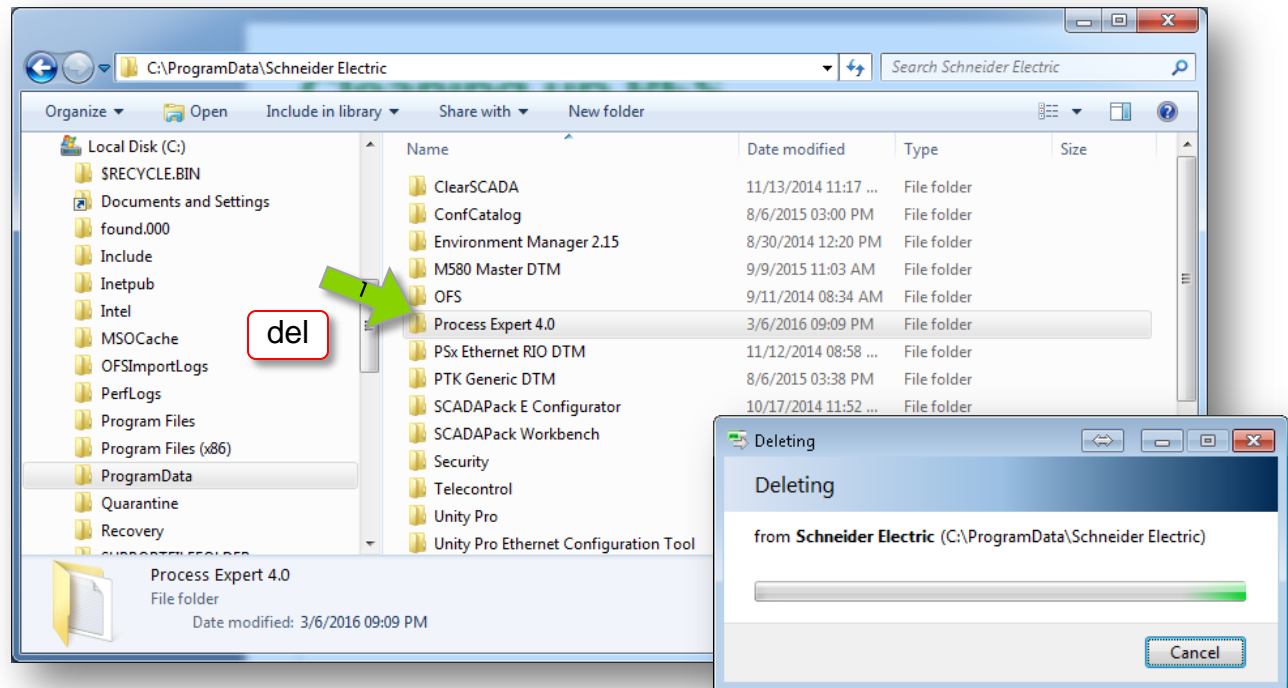 C:\ProgramData\Schneider Electric
Search Schneider Electric
Organize Open Include in library Share with New folder
Local Disk (C:)
$RECYCLE.BIN
Documents and Settings
found.000
Include
Inetpub
Intel
MSOCache
OFSImportLogs
PerfLogs
Program Files
Program Files (x86)
ProgramData
Quarantine
Recovery
Name Date modified Type Size
ClearSCADA 11/13/2014 11:17 ... File folder
ConfCatalog 8/6/2015 03:00 PM File folder
Environment Manager 2.15 8/30/2014 12:20 PM File folder
M580 Master DTM 9/9/2015 11:03 AM File folder
OFS 9/11/2014 08:34 AM File folder
Process Expert 4.0 3/6/2016 09:09 PM File folder
PSx Ethernet RIO DTM 11/12/2014 08:58 ... File folder
PTK Generic DTM 8/6/2015 03:38 PM File folder
SCADAPack E Configurator 10/17/2014 11:52 ... File folder
SCADAPack Workbench
Security
Telecontrol
Unity Pro
Unity Pro Ethernet Configuration Tool
1
del
Process Expert 4.0
File folder
Date modified: 3/6/2016 09:09 PM
Deleting
Deleting
from Schneider Electric (C:\ProgramData\Schneider Electric)
Cancel